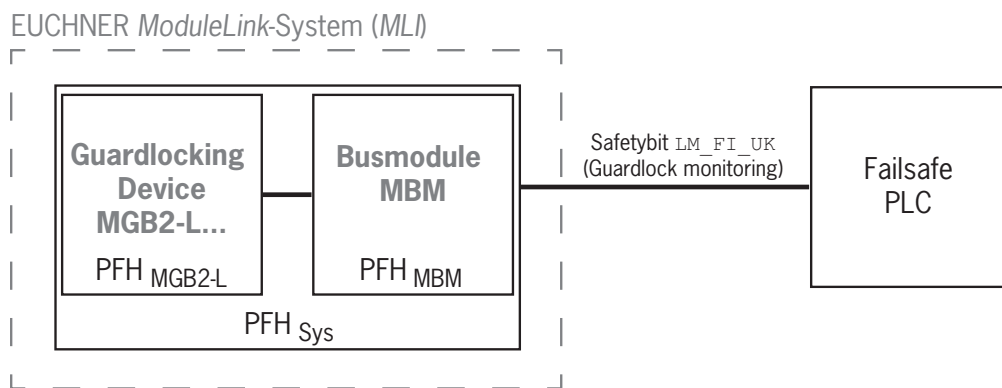 EUCHNER ModuleLink-System (MLI)
Guardlocking
Device
MGB2-L...
PFH MGB2-L
Busmodule
MBM
PFH MBM
PFH Sys
Safetybit LM_FI_UK
(Guardlock monitoring)
Failsafe
PLC